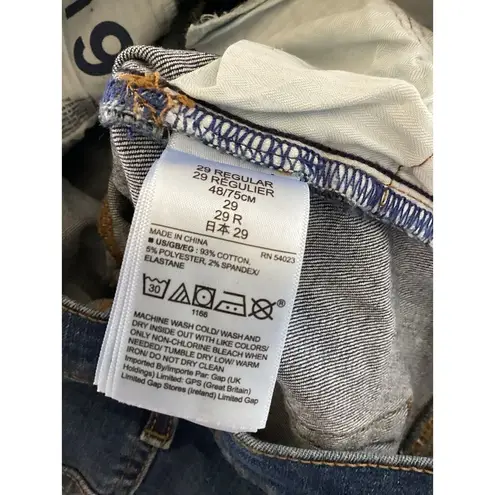 29 REGULAR
29 RÉGULIER
48/75CM
29
29 R
日本 29
MADE IN CHINA RN 54023
■ US/GB/EG : 93% COTTON,
5% POLYESTER, 2% SPANDEX/
ELASTANE
30
1166
MACHINE WASH COLD/ WASH AND
DRY INSIDE OUT WITH LIKE COLORS/
ONLY NON-CHLORINE BLEACH WHEN
NEEDED/ TUMBLE DRY LOW/ WARM
IRON/ DO NOT DRY CLEAN
Imported By/Importe Par: Gap (UK
Holdings) Limited: GPS (Great Britain)
Limited Gap Stores (Ireland) Limited Gap